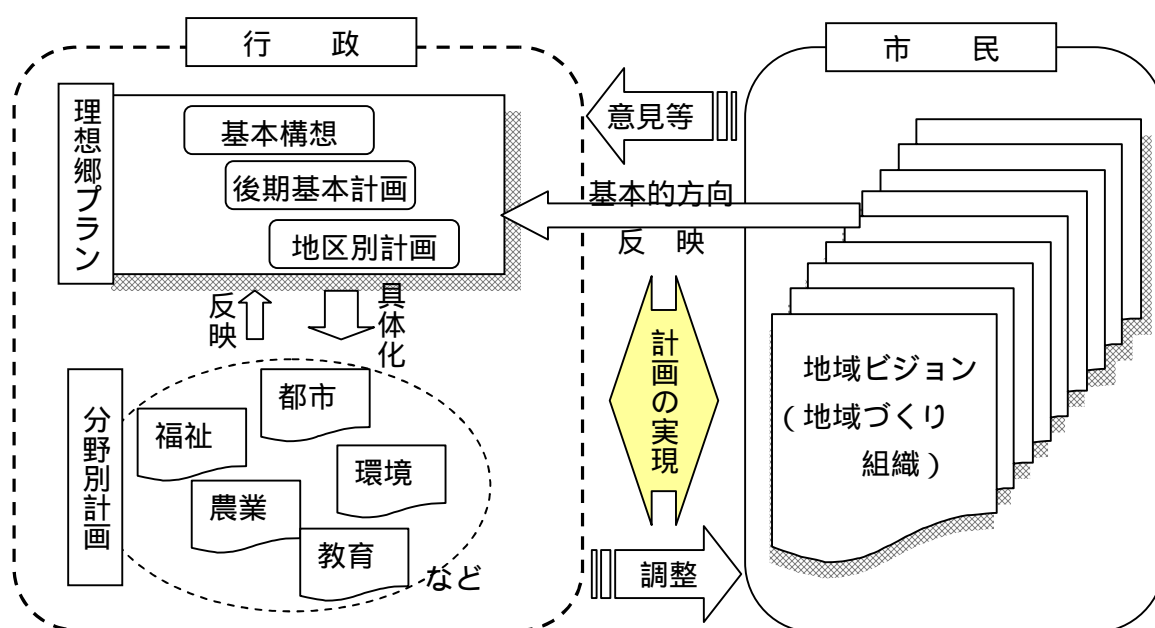 行　　政
市　　民
理想郷プラン
基本構想
後期基本計画
地区別計画
意見等
基本的方向
反　映
反映
具体化
計画の実現
地域ビジョン
（地域づくり
組織）
分野別計画
都市
福祉
環境
農業
教育
など
調整